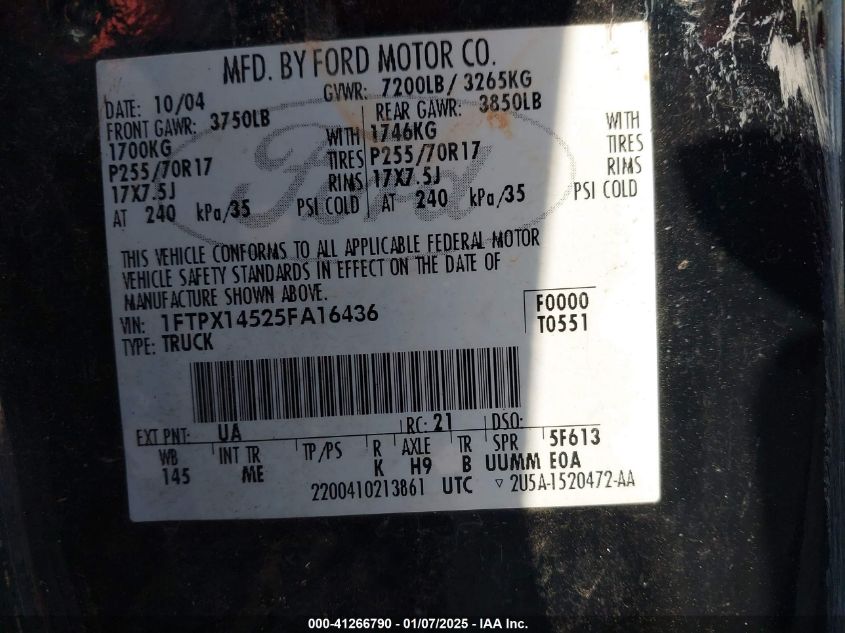 MFD. BY FORD MOTOR CO.
DATE: 10/04 GVWR: 7200LB / 3265KG
FRONT GAWR: 3750LB REAR GAWR: 3850LB
1700KG WITH 1746KG WITH
P255/70R17 TIRES P255/70R17 TIRES
17X7.5J RIMS 17X7.5J RIMS
AT 240 kPa/35 PSI COLD AT 240 kPa/35 PSI COLD
Ford
THIS VEHICLE CONFORMS TO ALL APPLICABLE FEDERAL MOTOR
VEHICLE SAFETY STANDARDS IN EFFECT ON THE DATE OF
MANUFACTURE SHOWN ABOVE.
VIN: 1FTPX14525FA16436 F0000
TYPE: TRUCK T0551
EXT PNT: UA RC: 21 DSO:
WB INT TR TP/PS R AXLE TR SPR 5F613
145 ME K H9 B UUMM EOA
2200410213861 UTC ▽ 2U5A-1520472-AA
000-41266790 - 01/07/2025 - IAA Inc.